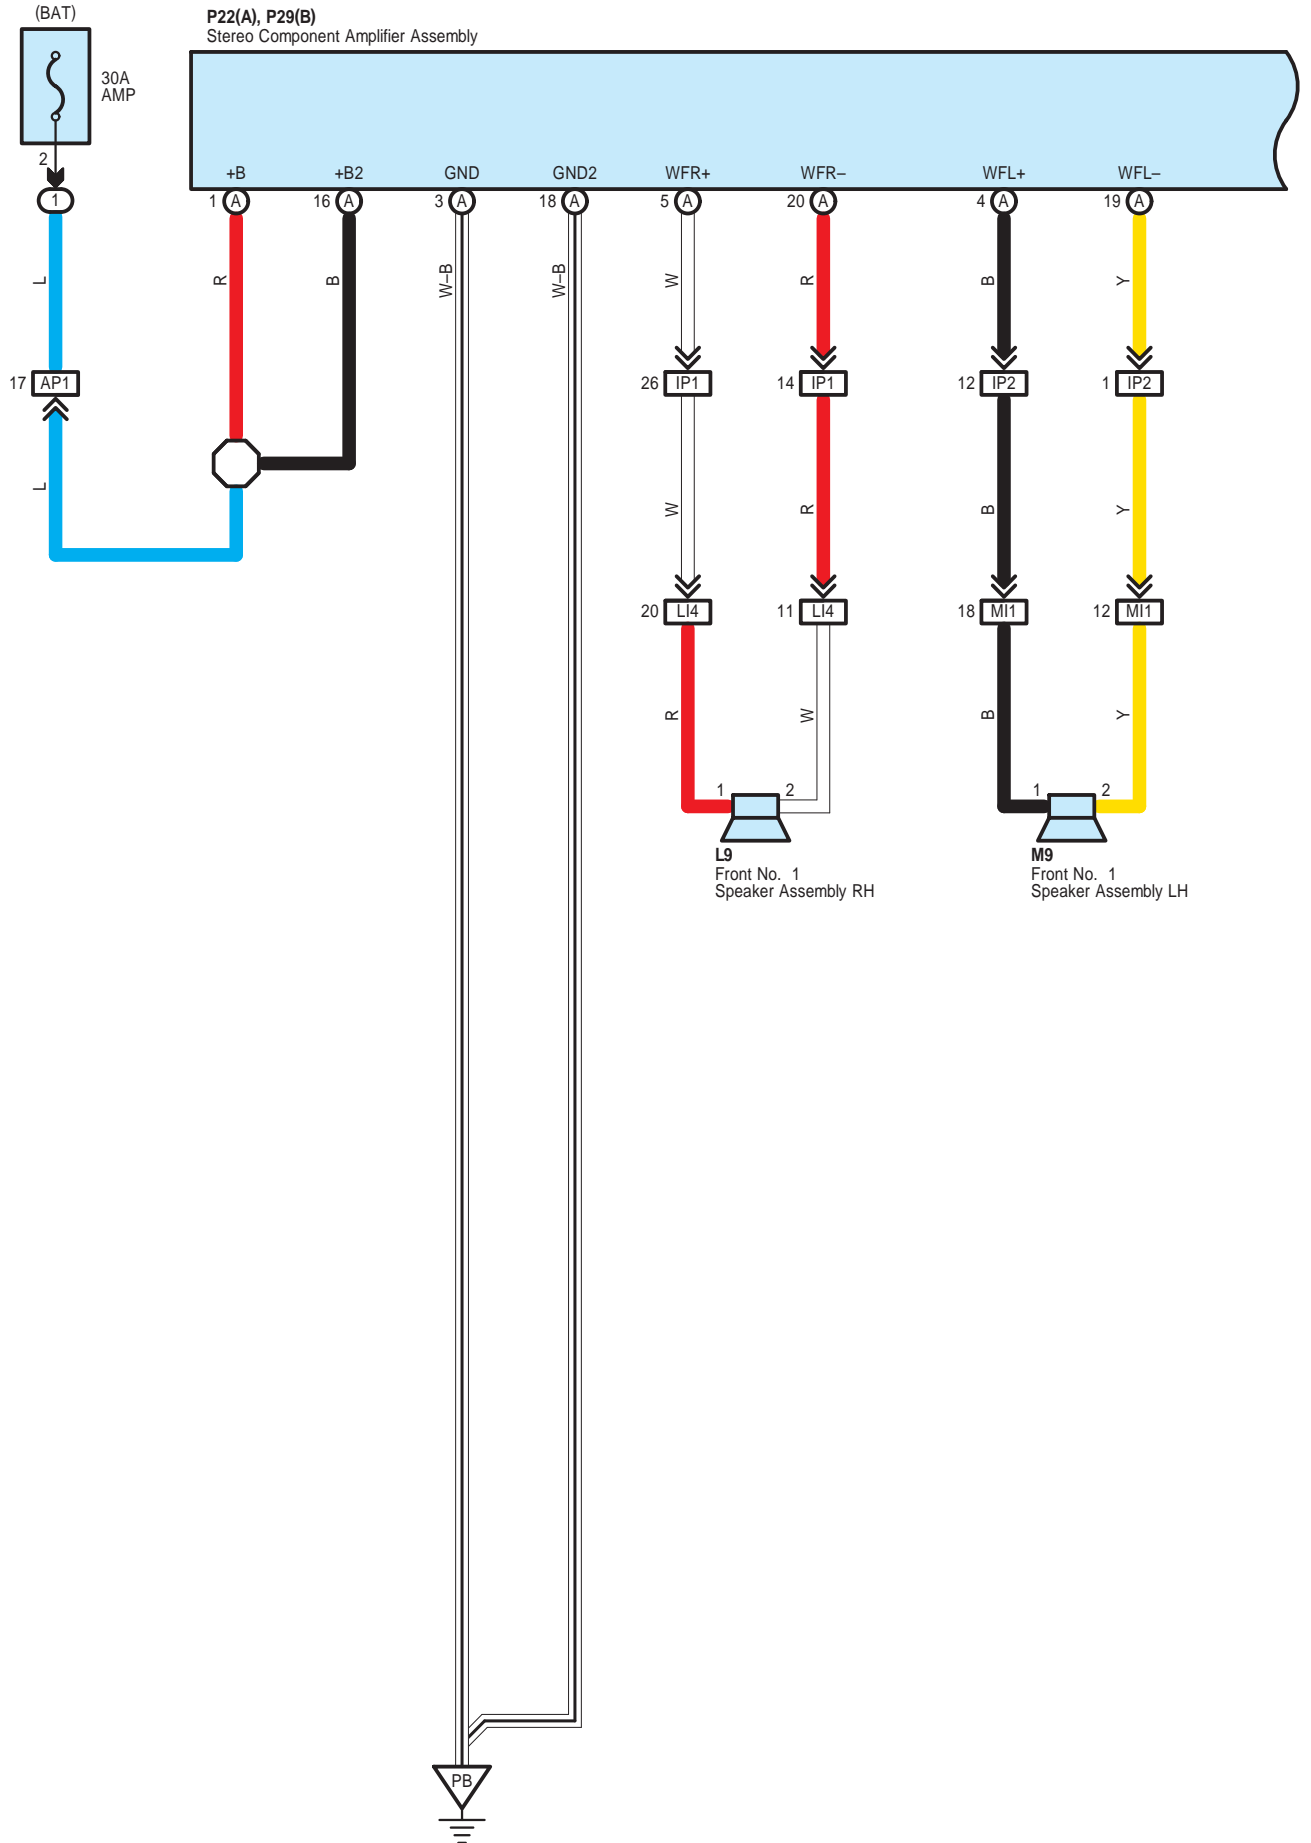 (BAT)
P22(A), P29(B)
Stereo Component Amplifier Assembly
30A
AMP
2
+B
+B2
GND
GND2
WFR+
WFR–
WFL+
WFL–
1
1 A
16 A
3 A
18 A
5 A
20 A
4 A
19 A
L
R
B
W–B
W–B
W
R
B
Y
17 AP1
26 IP1
14 IP1
12 IP2
1 IP2
L
W
R
B
Y
20 LI4
11 LI4
18 MI1
12 MI1
R
W
B
Y
1
2
1
2
L9
Front No. 1
Speaker Assembly RH
M9
Front No. 1
Speaker Assembly LH
PB